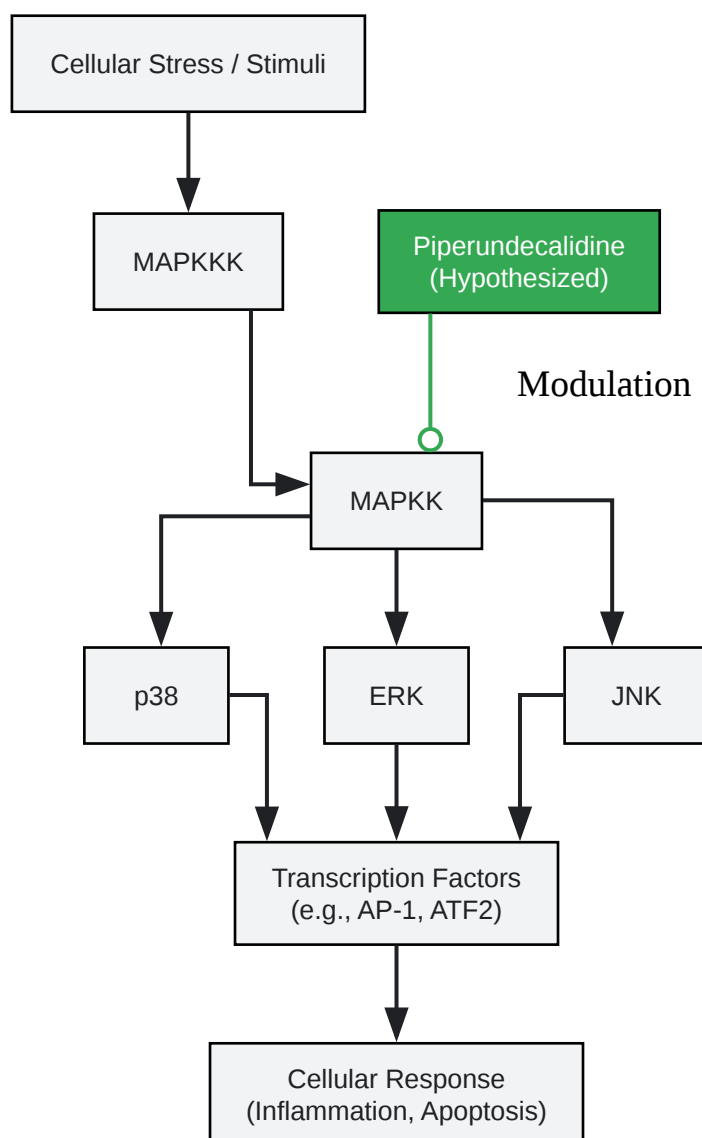 Cellular Stress / Stimuli
MAPKKK
Piperundecalidine
(Hypothesized)
Modulation
MAPKK
p38
ERK
JNK
Transcription Factors
(e.g., AP-1, ATF2)
Cellular Response
(Inflammation, Apoptosis)